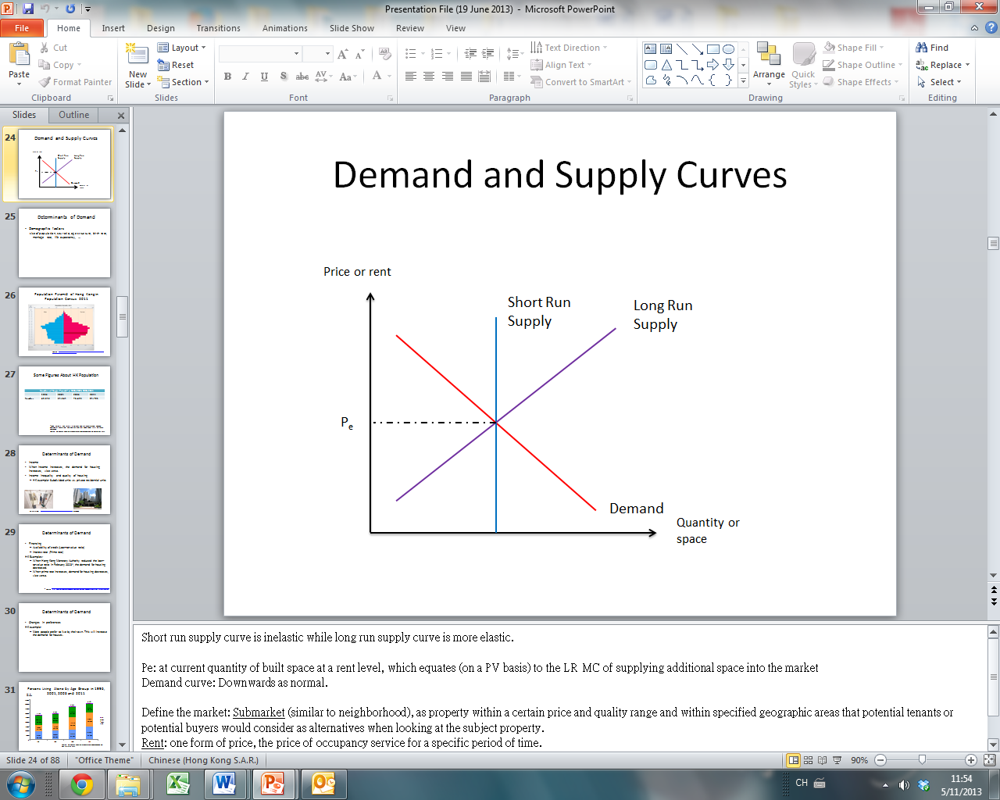 Presentation File (19 June 2013) - Microsoft PowerPoint
File Home Insert Design Transitions Animations Slide Show Review View
Paste
Cut
Copy
Format Painter
Clipboard
New
Slide
Layout
Reset
Section
Slides
B I U S abc AV Aa A
Font
Text Direction
Align Text
Convert to SmartArt
Paragraph
Arrange
Quick
Styles
Shape Fill
Shape Outline
Shape Effects
Drawing
Find
Replace
Select
Editing
Slides Outline
24
Demand and Supply Curves
25
Determinants of Demand
26
Population Pyramid of Hong Kong in
Population Census 2011
27
Some Figures About HK Population
28
Determinants of Demand
29
Determinants of Demand
30
Determinants of Demand
31
Persons Living Alone by Age Group in 1996,
2001, 2006 and 2011
Demand and Supply Curves
Price or rent
Short Run
Supply
Long Run
Supply
Pe
Demand
Quantity or
space
Short run supply curve is inelastic while long run supply curve is more elastic.
Pe: at current quantity of built space at a rent level, which equates (on a PV basis) to the LR MC of supplying additional space into the market
Demand curve: Downwards as normal.
Define the market: Submarket (similar to neighborhood), as property within a certain price and quality range and within specified geographic areas that potential tenants or
potential buyers would consider as alternatives when looking at the subject property.
Rent: one form of price, the price of occupancy service for a specific period of time.
Slide 24 of 88 "Office Theme" Chinese (Hong Kong S.A.R.) 90%
CH 11:54
5/11/2013